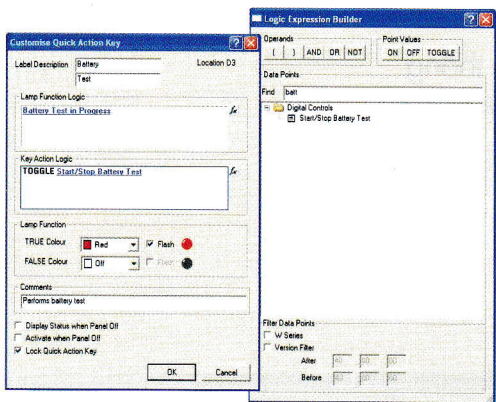 Customise Quick Action Key
Label Description Battery Location D3
Test
Lamp Function Logic
Battery Test in Progress fx
Key Action Logic
TOGGLE Start/Stop Battery Test fx
Lamp Function
TRUE Colour Red Flash
FALSE Colour Off Flash
Comments
Performs battery test
Display Status when Panel Off
Activate when Panel Off
Lock Quick Action Key
OK Cancel
Logic Expression Builder
Operands
( ) AND OR NOT
Point Values
ON OFF TOGGLE
Data Points
Find batt
Digital Controls
Start/Stop Battery Test
Filter Data Points
W Series
Version Filter
After
Before